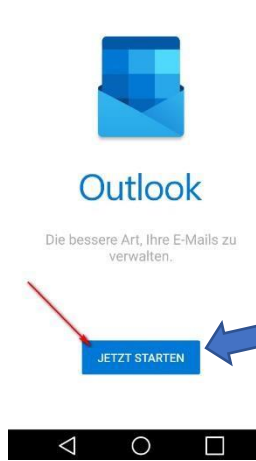 Outlook
Die bessere Art, Ihre E-Mails zu
verwalten.
JETZT STARTEN